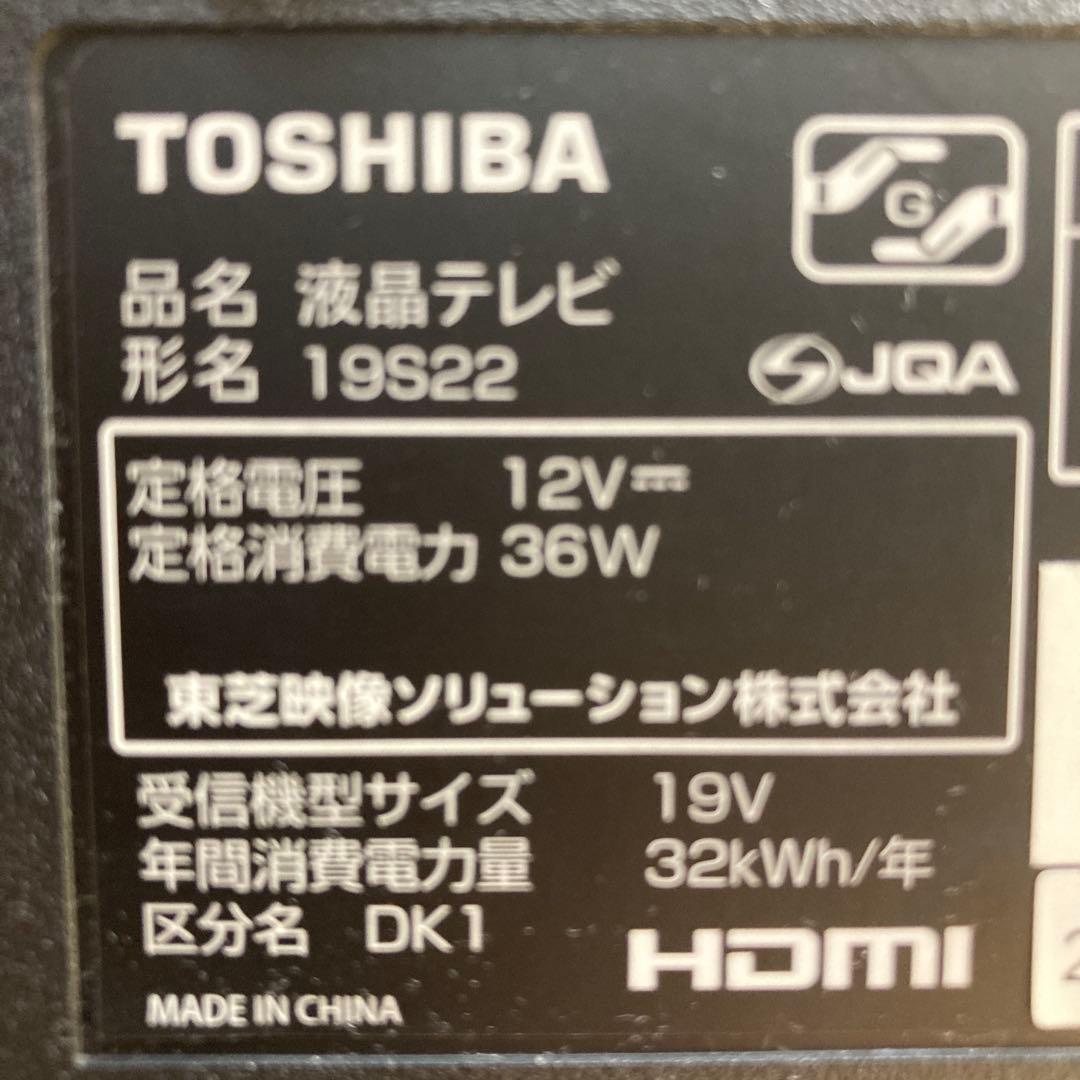 TOSHIBA
G
品名 液晶テレビ
形名 19S22
JQA
定格電圧 12V⎓
定格消費電力 36W
東芝映像ソリューション株式会社
受信機型サイズ 19V
年間消費電力量 32kWh/年
区分名 DK1
HDMI
MADE IN CHINA
2